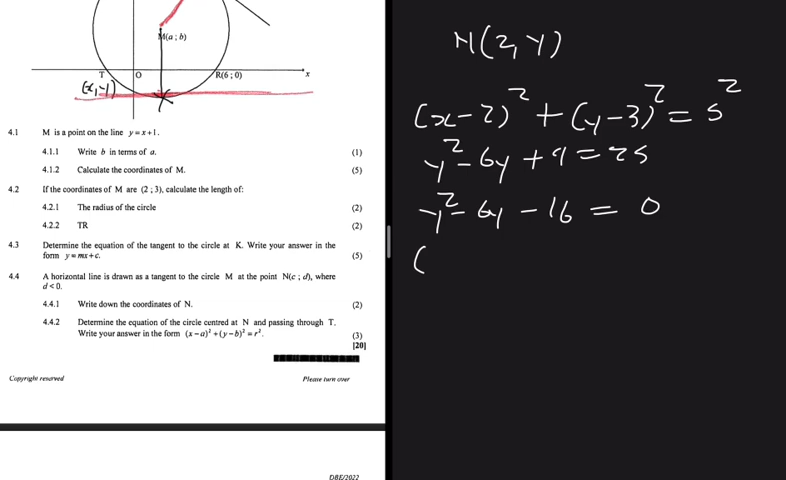 M(a ; b)
T
O
R(6 ; 0)
x
(x,-1)
4.1 M is a point on the line y = x + 1.
4.1.1 Write b in terms of a. (1)
4.1.2 Calculate the coordinates of M. (5)
4.2 If the coordinates of M are (2 ; 3), calculate the length of:
4.2.1 The radius of the circle (2)
4.2.2 TR (2)
4.3 Determine the equation of the tangent to the circle at K. Write your answer in the
form y = mx + c. (5)
4.4 A horizontal line is drawn as a tangent to the circle M at the point N(c ; d), where
d < 0.
4.4.1 Write down the coordinates of N. (2)
4.4.2 Determine the equation of the circle centred at N and passing through T.
Write your answer in the form (x − a)² + (y − b)² = r². (3)
[20]
Copyright reserved Please turn over
DBE/2022
N(2, y)
(x - 2)² + (y - 3)² = 5²
y² - 6y + 9 = 25
y² - 6y - 16 = 0
(